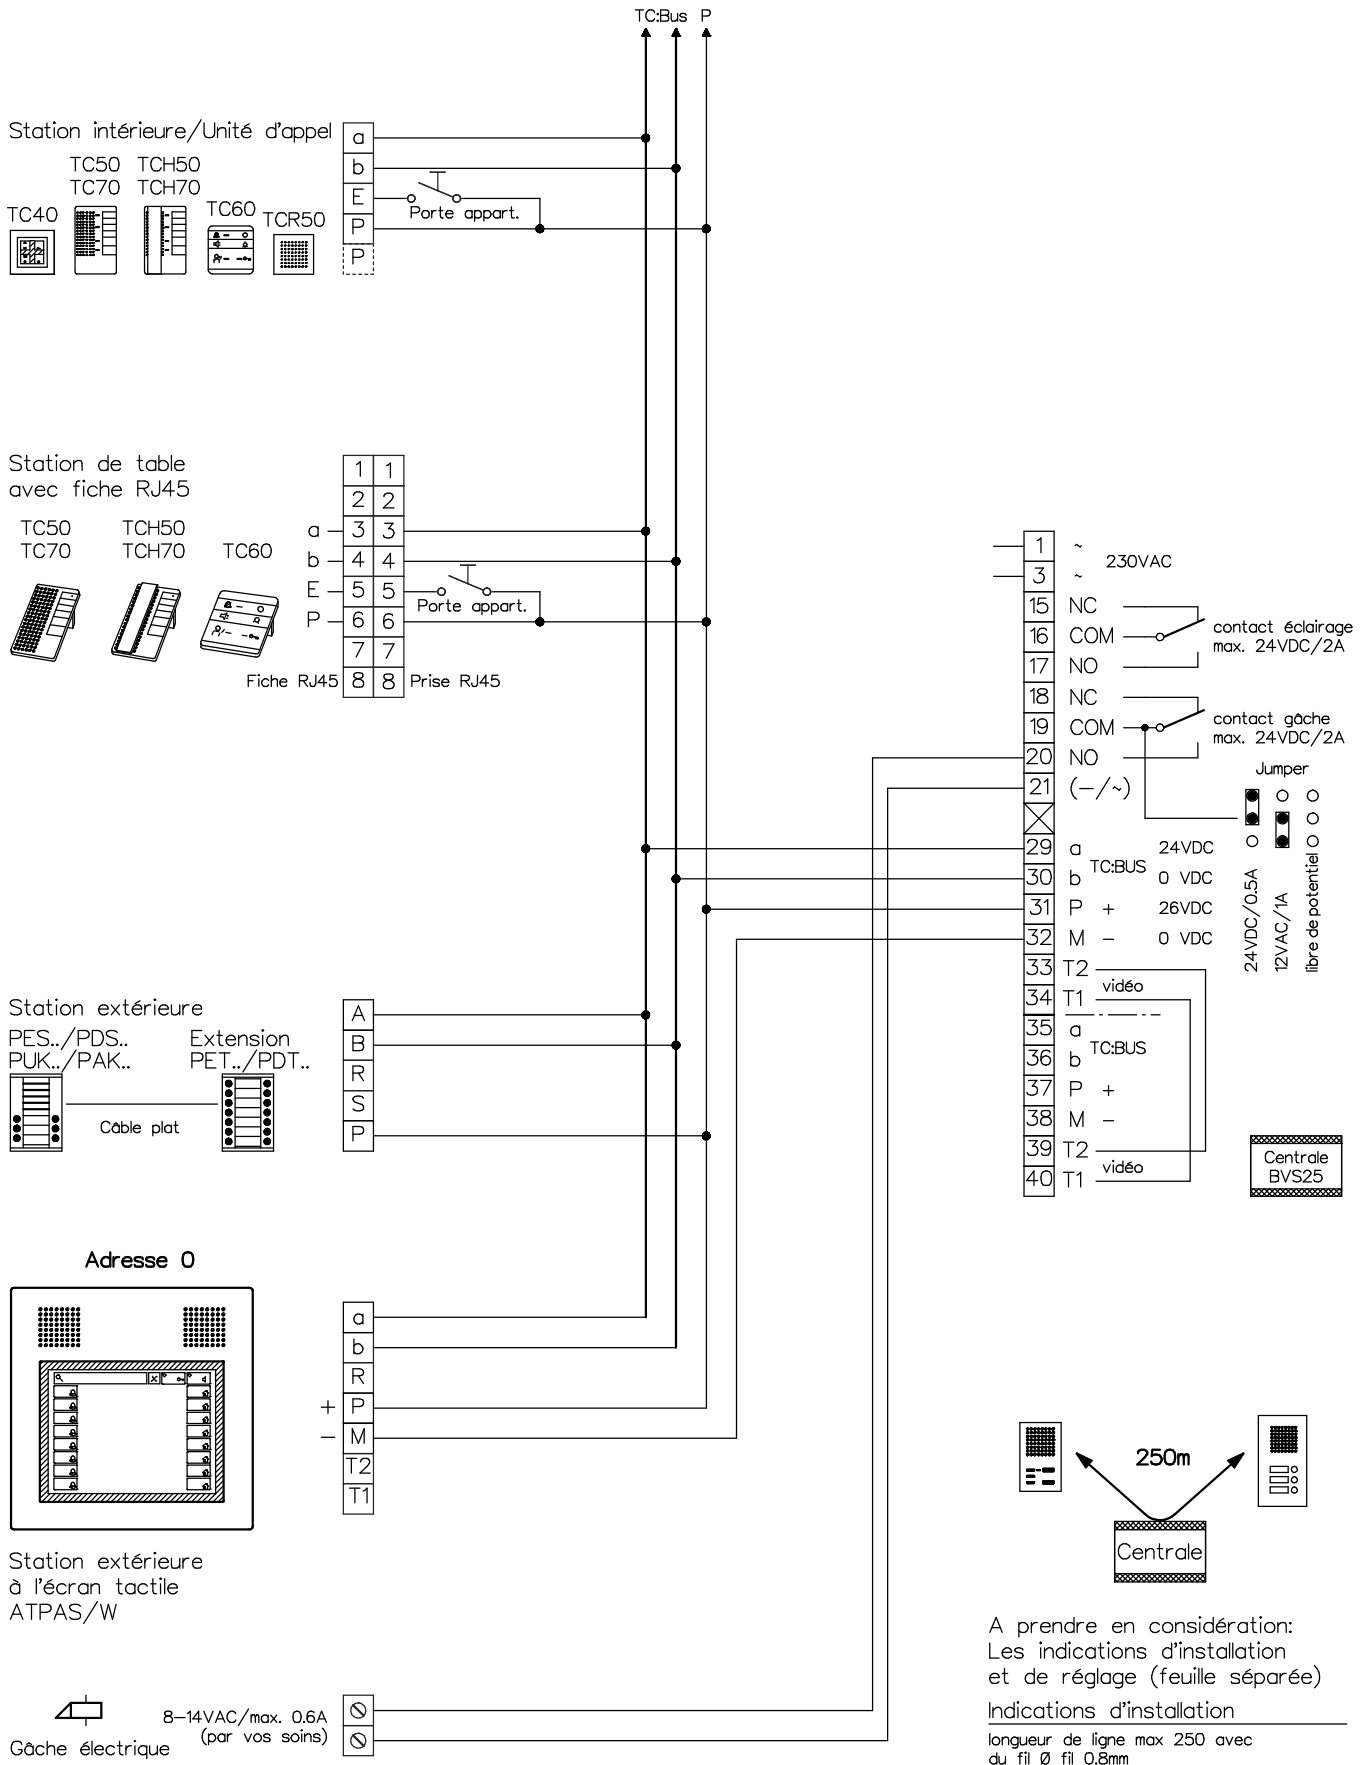 TC:Bus P
Station intérieure/Unité d'appel
TC50 TCH50
TC70 TCH70
TC40
TC60
TCR50
a
b
E
P
P
Porte appart.
Station de table
avec fiche RJ45
TC50 TCH50
TC70 TCH70 TC60
1 1
2 2
a 3 3
b 4 4
E 5 5
P 6 6
7 7
Fiche RJ45 8 8 Prise RJ45
Porte appart.
1 ~
230VAC
3 ~
15 NC
16 COM
contact éclairage
max. 24VDC/2A
17 NO
18 NC
19 COM
contact gâche
max. 24VDC/2A
20 NO
21 (-/~)
Jumper
24VDC/0.5A
12VAC/1A
libre de potentiel
29 a 24VDC
TC:BUS
30 b 0 VDC
31 P + 26VDC
32 M - 0 VDC
33 T2
vidéo
34 T1
35 a
TC:BUS
36 b
37 P +
38 M -
39 T2
vidéo
40 T1
Centrale
BVS25
Station extérieure
PES../PDS.. Extension
PUK../PAK.. PET../PDT..
Câble plat
A
B
R
S
P
Adresse 0
a
b
R
+ P
- M
T2
T1
X
Station extérieure
à l'écran tactile
ATPAS/W
Gâche électrique
8-14VAC/max. 0.6A
(par vos soins)
250m
Centrale
A prendre en considération:
Les indications d'installation
et de réglage (feuille séparée)
Indications d'installation
longueur de ligne max 250 avec
du fil Ø fil 0.8mm